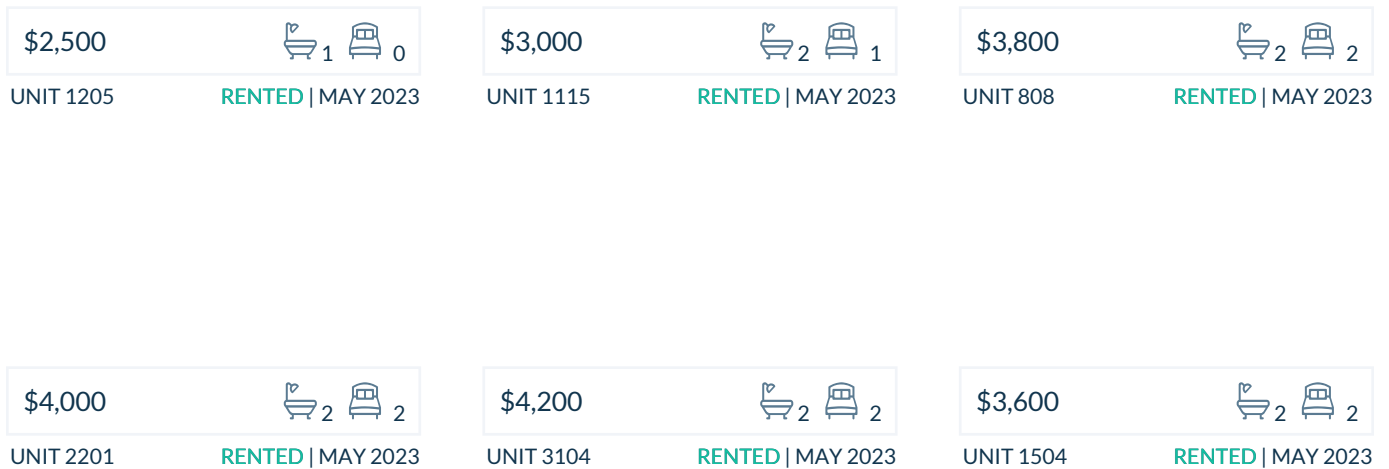 $2,500 1 0
UNIT 1205 RENTED | MAY 2023
$3,000 2 1
UNIT 1115 RENTED | MAY 2023
$3,800 2 2
UNIT 808 RENTED | MAY 2023
$4,000 2 2
UNIT 2201 RENTED | MAY 2023
$4,200 2 2
UNIT 3104 RENTED | MAY 2023
$3,600 2 2
UNIT 1504 RENTED | MAY 2023